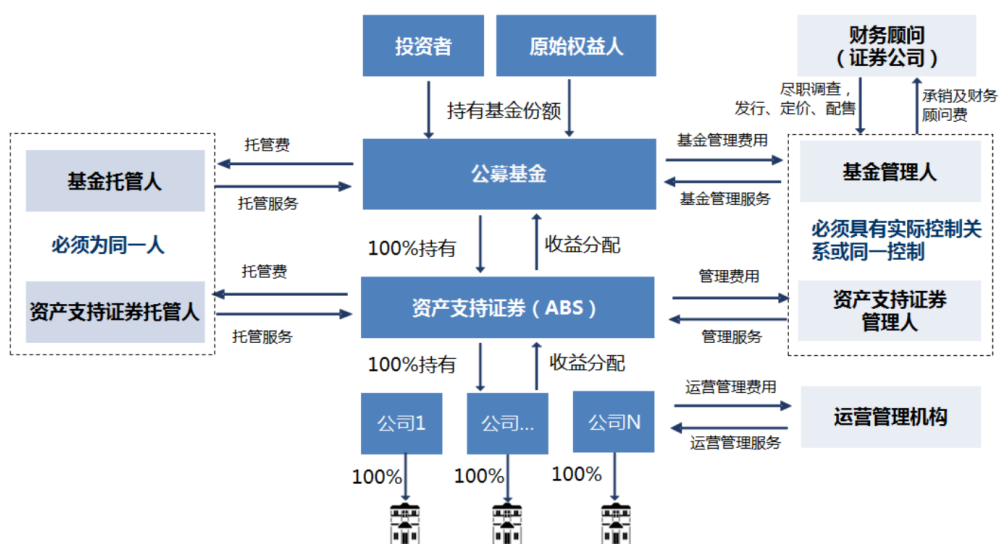 投资者
原始权益人
财务顾问
（证券公司）
持有基金份额
尽职调查，
发行、定价、配售
承销及财务
顾问费
基金托管人
托管费
托管服务
公募基金
基金管理费用
基金管理服务
基金管理人
必须为同一人
100%持有
收益分配
必须具有实际控制关
系或同一控制
资产支持证券托管人
托管费
托管服务
资产支持证券（ABS）
管理费用
管理服务
资产支持证券
管理人
100%持有
收益分配
公司1
公司...
公司N
运营管理费用
运营管理服务
运营管理机构
100%
100%
100%